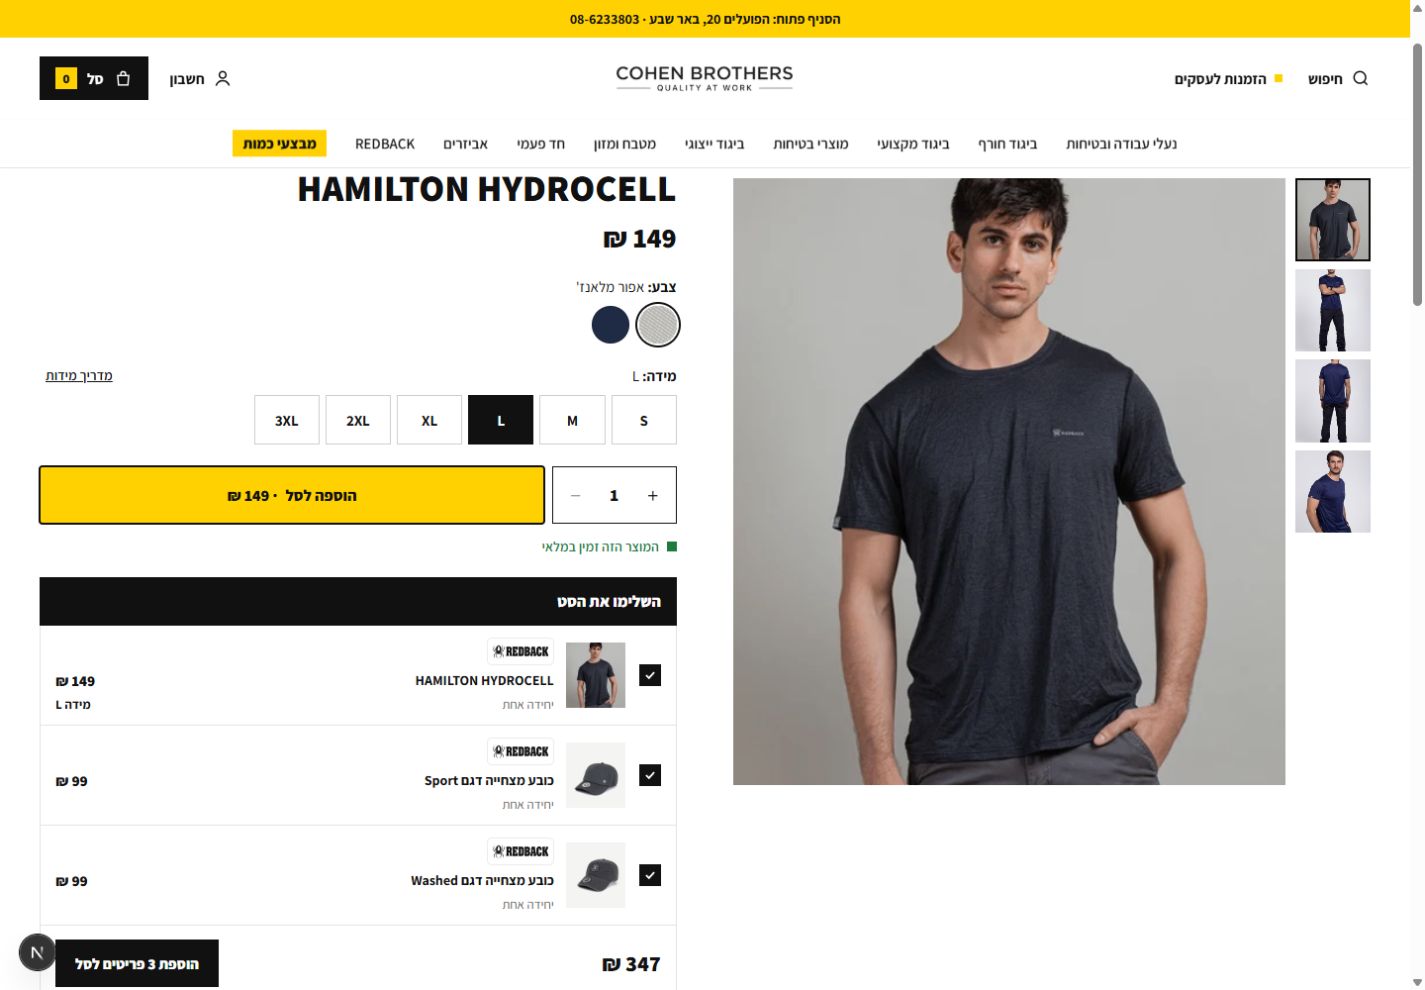 הסניף פתוח: הפועלים 20, באר שבע · 08-6233803
חיפוש
הזמנות לעסקים
COHEN BROTHERS
QUALITY AT WORK
חשבון
סל
0
נעלי עבודה ובטיחות
ביגוד חורף
ביגוד מקצועי
מוצרי בטיחות
ביגוד ייצוגי
מטבח ומזון
חד פעמי
אביזרים
REDBACK
מבצעי כמות
HAMILTON HYDROCELL
149 ₪
צבע: אפור מלאנז'
מידה: L
מדריך מידות
S
M
L
XL
2XL
3XL
+
1
−
הוספה לסל · 149 ₪
המוצר הזה זמין במלאי
השלימו את הסט
REDBACK
HAMILTON HYDROCELL
יחידה אחת
149 ₪
מידה L
REDBACK
כובע מצחייה דגם Sport
יחידה אחת
99 ₪
REDBACK
כובע מצחייה דגם Washed
יחידה אחת
99 ₪
347 ₪
הוספת 3 פריטים לסל
N
REDBACK